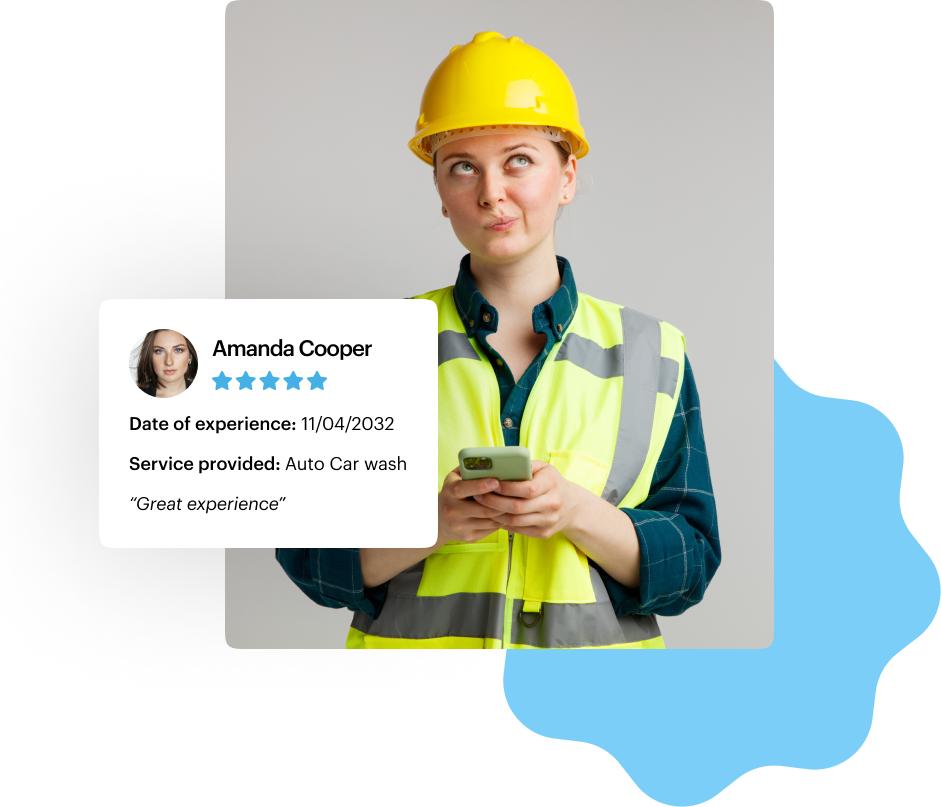 Amanda Cooper
Date of experience: 11/04/2032
Service provided: Auto Car wash
“Great experience”